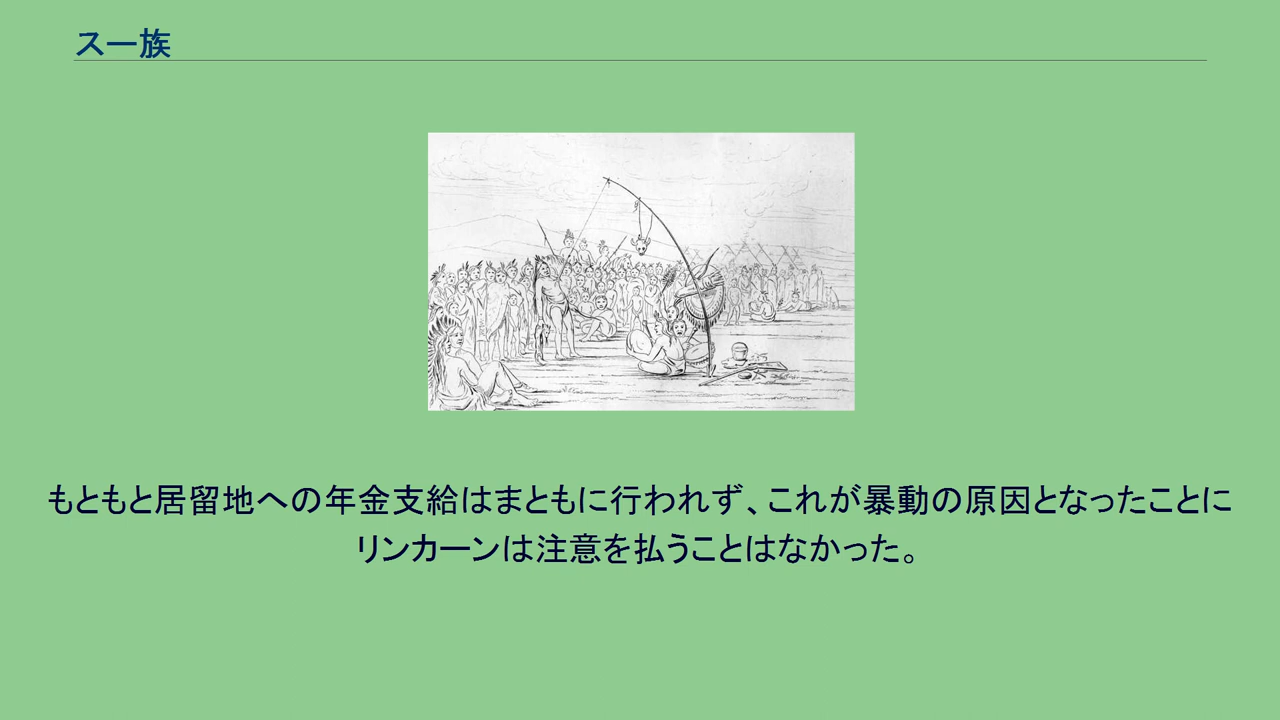 スー族
もともと居留地への年金支給はまともに行われず、これが暴動の原因となったことに
リンカーンは注意を払うことはなかった。